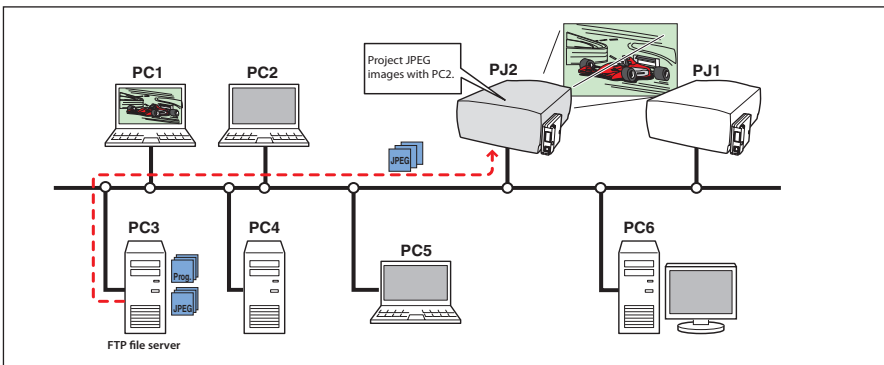 Project JPEG
images with PC2.
PJ2
PJ1
PC1
PC2
JPEG
PC3
PC4
PC5
PC6
Prog.
JPEG
FTP file server